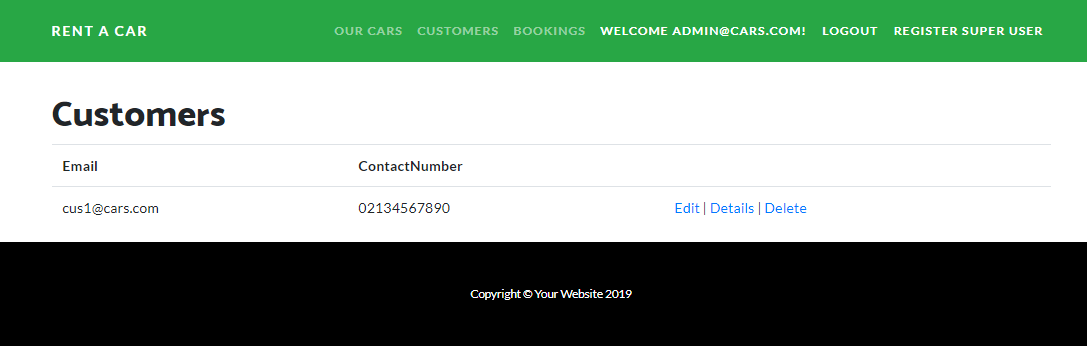 RENT A CAR OUR CARS CUSTOMERS BOOKINGS WELCOME ADMIN@CARS.COM! LOGOUT REGISTER SUPER USER
Customers
Email ContactNumber
cus1@cars.com 02134567890 Edit | Details | Delete
Copyright © Your Website 2019